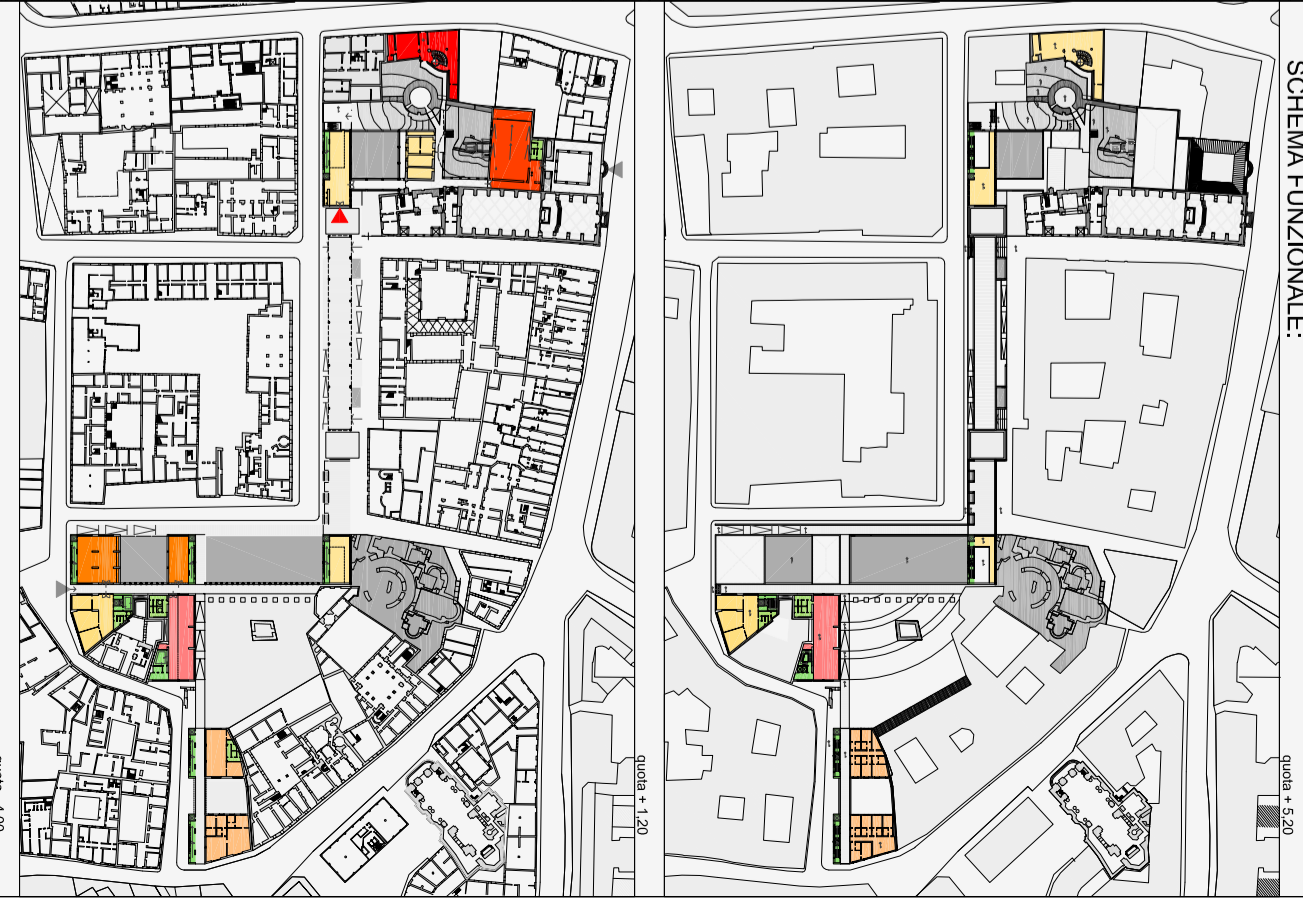 SCHEMA FUNZIONALE:
quota + 5,20
quota + 1,20